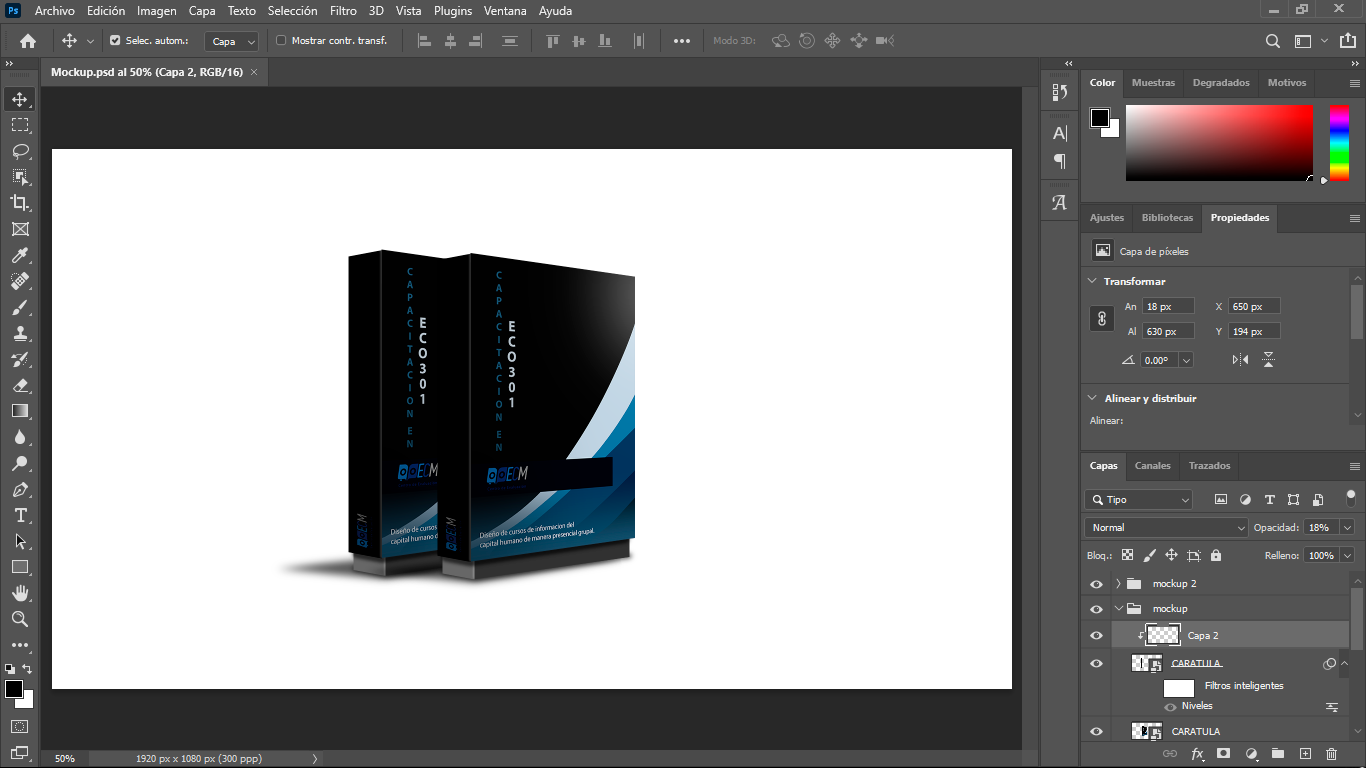 Ps Archivo Edición Imagen Capa Texto Selección Filtro 3D Vista Plugins Ventana Ayuda
Selec. autom.: Capa Mostrar contr. transf. Modo 3D:
Mockup.psd al 50% (Capa 2, RGB/16)
Color Muestras Degradados Motivos
Ajustes Bibliotecas Propiedades
Capa de píxeles
Transformar
An 18 px X 650 px
Al 630 px Y 194 px
0.00°
Alinear y distribuir
Alinear:
Capas Canales Trazados
Tipo
Normal Opacidad: 18%
Bloq.: Relleno: 100%
mockup 2
mockup
Capa 2
CARATULA
Filtros inteligentes
Niveles
CARATULA
CAPACITACION EN
ECO301
ECM
Diseño de cursos de informacion del
capital humano de
ECM
CAPACITACION EN
ECO301
ECM
Diseño de cursos de informacion del
capital humano de manera presencial grupal.
ECM
50% 1920 px x 1080 px (300 ppp)